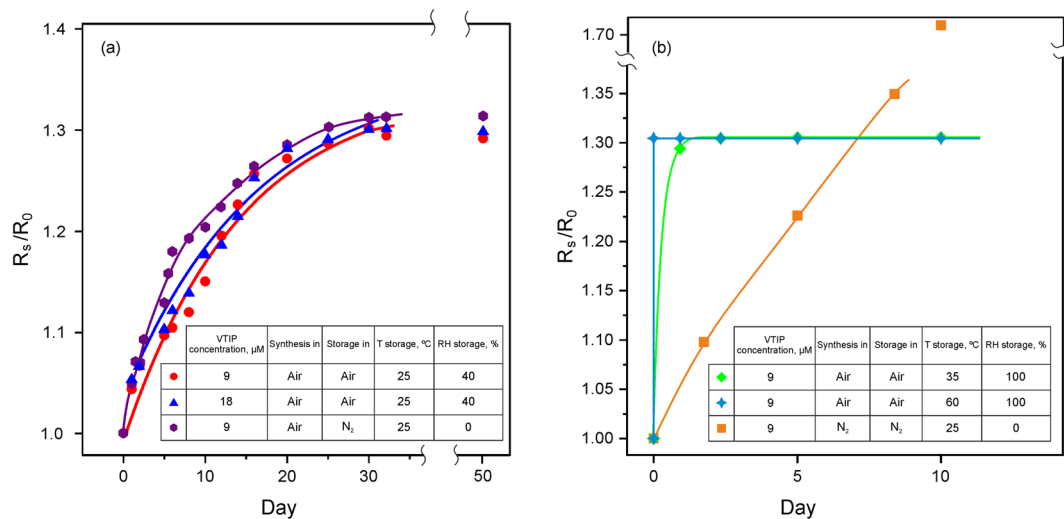 (a)
1.4
1.3
1.2
1.1
1.0
Rs/R0
0
10
20
30
50
Day
VTIP concentration, µM Synthesis in Storage in T storage, ºC RH storage, %
9 Air Air 25 40
18 Air Air 25 40
9 Air N2 25 0
(b)
1.70
1.35
1.30
1.25
1.20
1.15
1.10
1.05
1.00
Rs/R0
0
5
10
Day
VTIP concentration, µM Synthesis in Storage in T storage, ºC RH storage, %
9 Air Air 35 100
9 Air Air 60 100
9 N2 N2 25 0